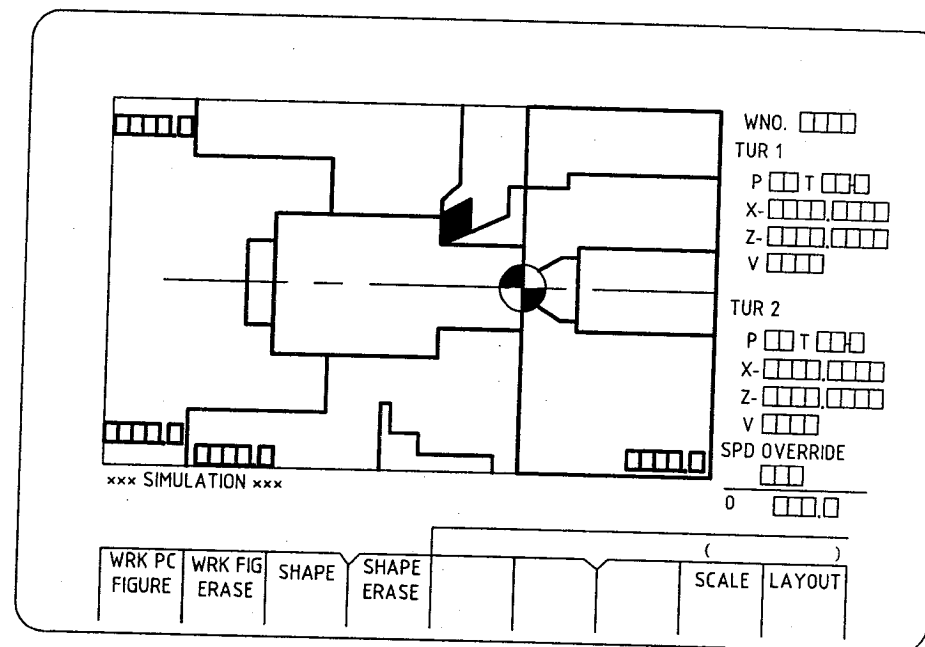 WNO.
TUR 1
P T
X-
Z-
V
TUR 2
P T
X-
Z-
V
SPD OVERRIDE
0
××× SIMULATION ×××
( )
WRK PC FIGURE
WRK FIG ERASE
SHAPE
SHAPE ERASE
SCALE
LAYOUT